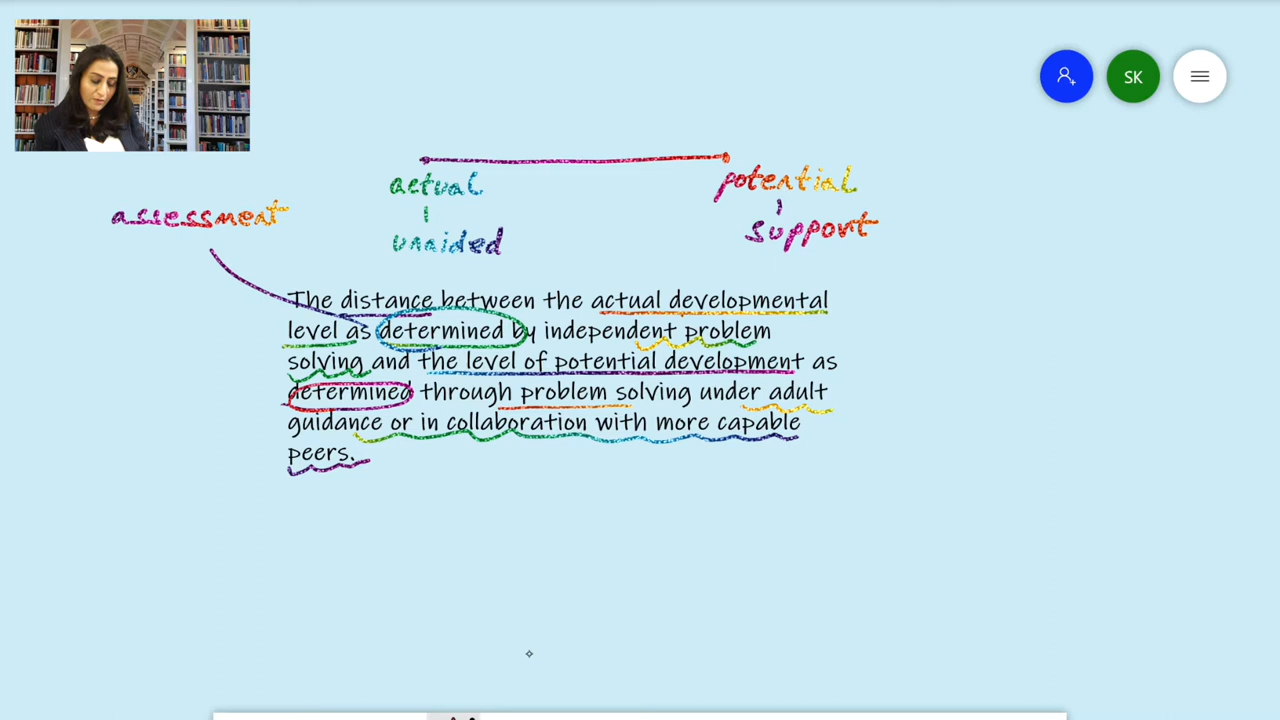 SK
actual
potential
assessment
unaided
support
The distance between the actual developmental
level as determined by independent problem
solving and the level of potential development as
determined through problem solving under adult
guidance or in collaboration with more capable
peers.